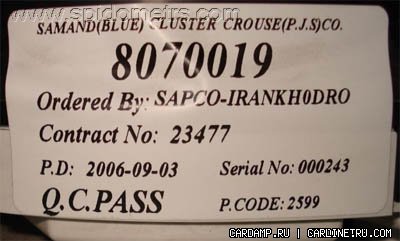 www.spidometrs.com
SAMAND(BLUE) CLUSTER CROUSE(P.J.S)CO.
8070019
Ordered By: SAPCO-IRANKH0DRO
Contract No: 23477
P.D: 2006-09-03 Serial No: 000243
Q.C.PASS P.CODE: 2599
CARDAMP.RU | CARDINETRU.COM